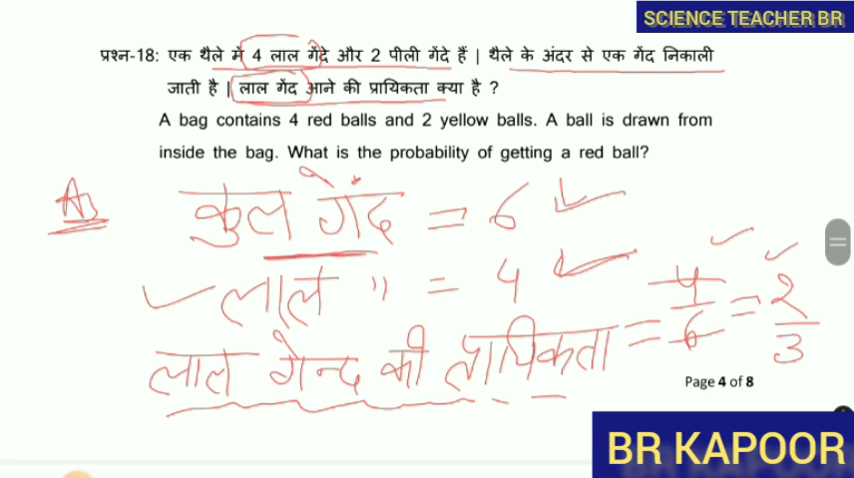 SCIENCE TEACHER BR
प्रश्न-18: एक थैले मे 4 लाल गेंदे और 2 पीली गेंदे हैं | थैले के अंदर से एक गेंद निकाली
जाती है | लाल गेंद आने की प्रायिकता क्या है ?
A bag contains 4 red balls and 2 yellow balls. A ball is drawn from
inside the bag. What is the probability of getting a red ball?
कुल गेंद = 6
लाल " = 4
लाल गेन्द की प्रायिकता = 4/6 = 2/3
Page 4 of 8
BR KAPOOR